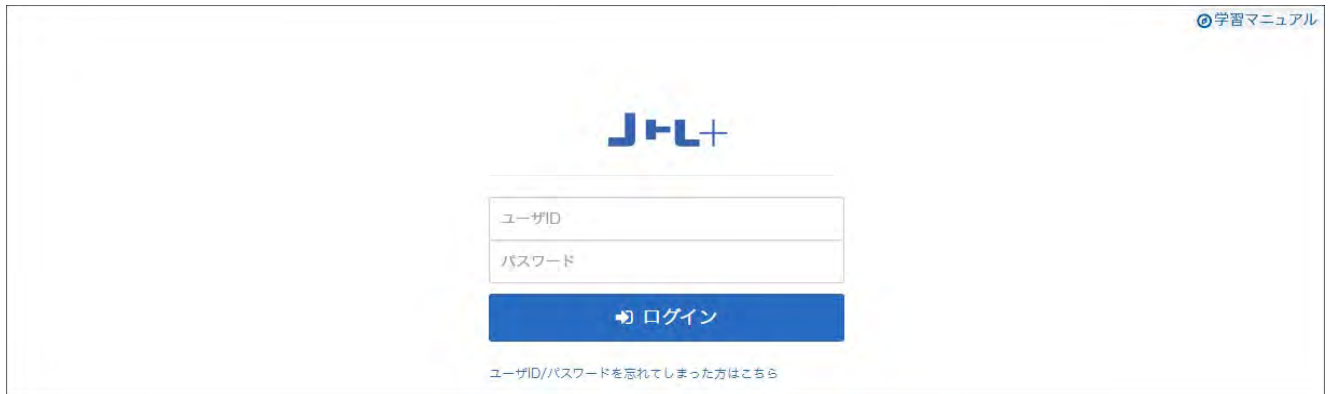 学習マニュアル
JTL+
ユーザID
パスワード
ログイン
ユーザID/パスワードを忘れてしまった方はこちら